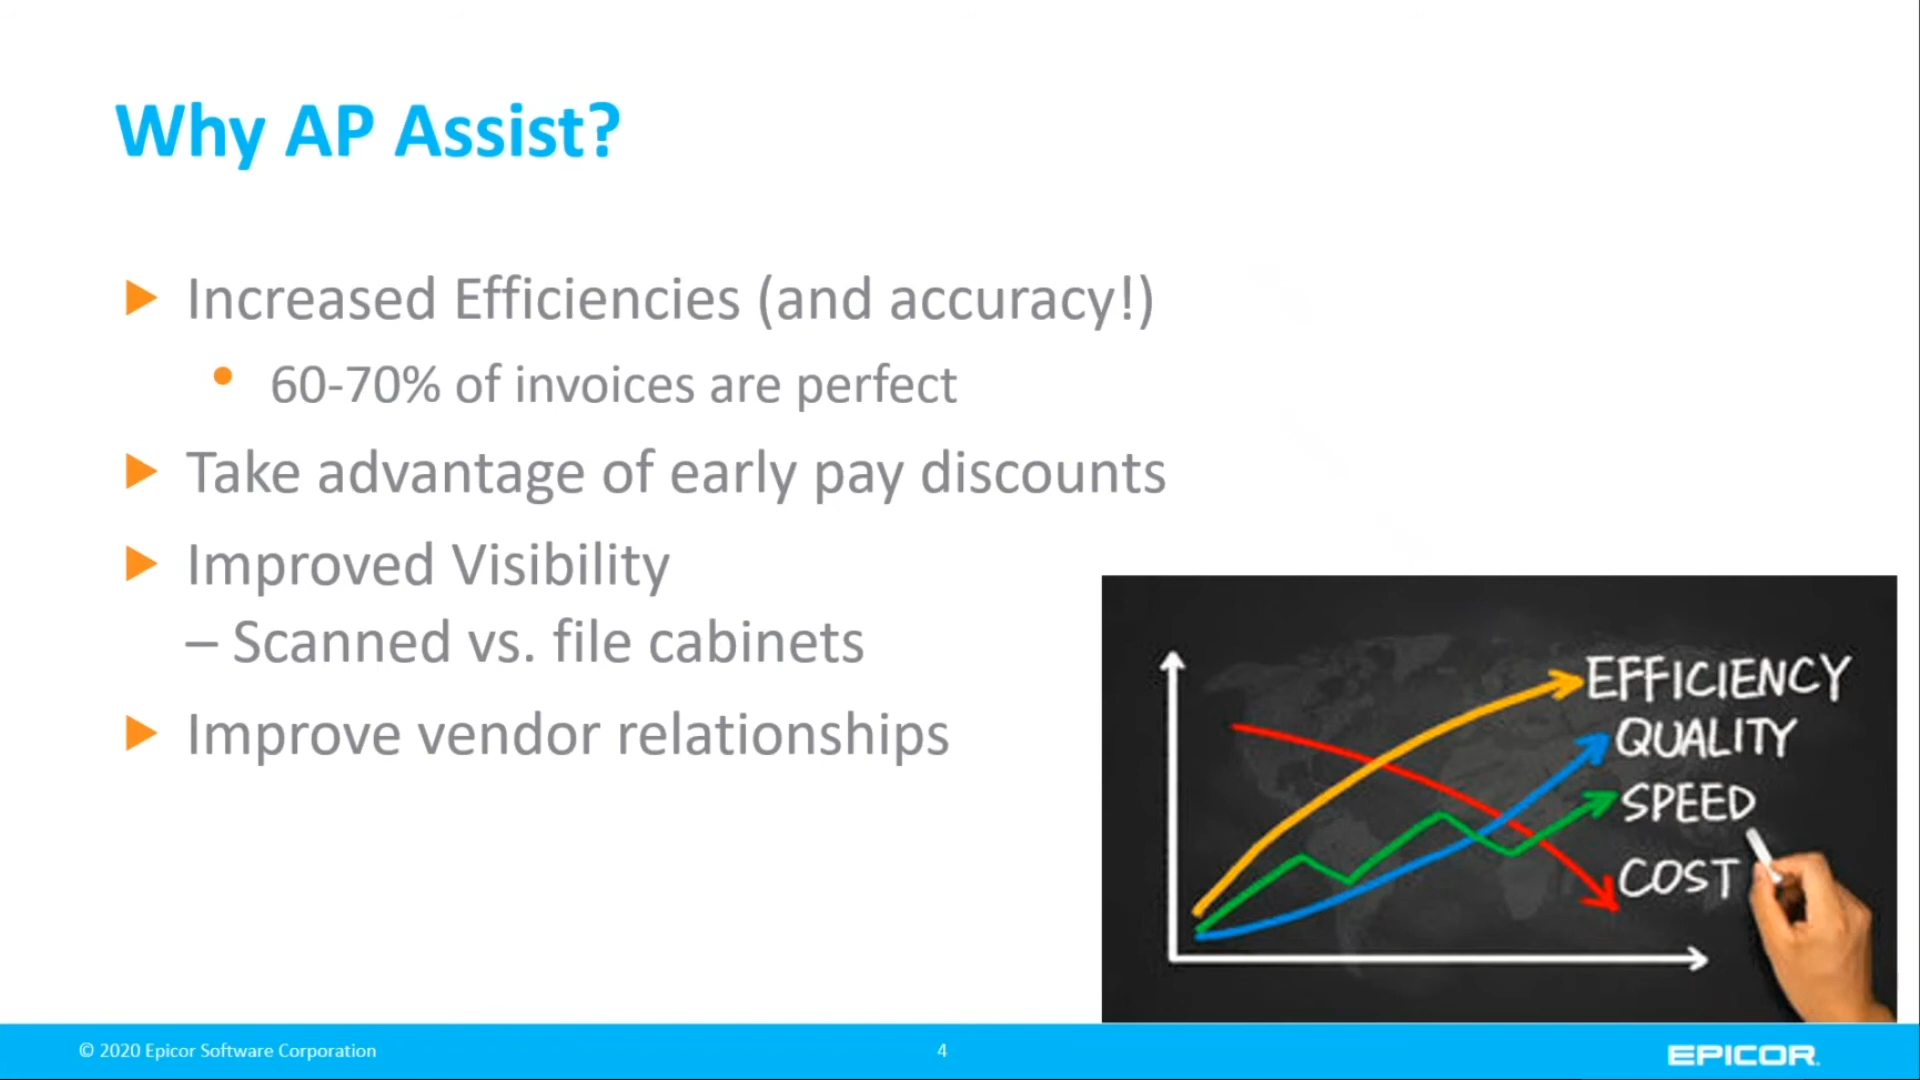 Why AP Assist?
Increased Efficiencies (and accuracy!)
60-70% of invoices are perfect
Take advantage of early pay discounts
Improved Visibility
– Scanned vs. file cabinets
Improve vendor relationships
EFFICIENCY
QUALITY
SPEED
COST
© 2020 Epicor Software Corporation
4
EPICOR